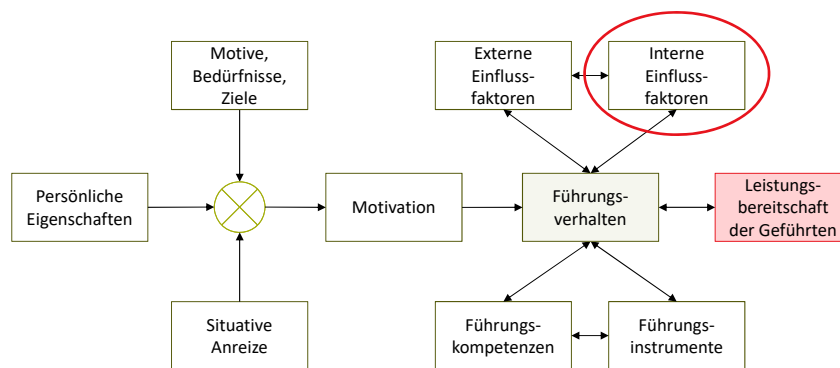 Motive,
Bedürfnisse,
Ziele
Externe
Einfluss-
faktoren
Interne
Einfluss-
faktoren
Persönliche
Eigenschaften
Motivation
Führungs-
verhalten
Leistungs-
bereitschaft
der Geführten
Situative
Anreize
Führungs-
kompetenzen
Führungs-
instrumente